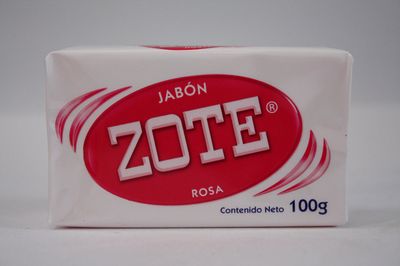 JABÓN
ZOTE®
ROSA
Contenido Neto 100g